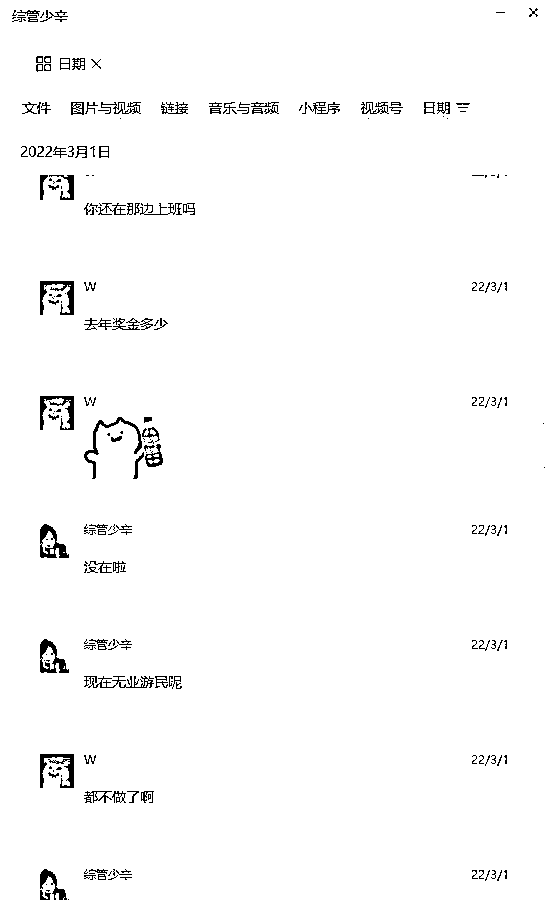 综管少辛
日期
文件 图片与视频 链接 音乐与音频 小程序 视频号 日期
2022年3月1日
你还在那边上班吗
W 22/3/1
去年奖金多少
W 22/3/1
综管少辛 22/3/1
没在啦
综管少辛 22/3/1
现在无业游民呢
W 22/3/1
都不做了啊
综管少辛 22/3/1